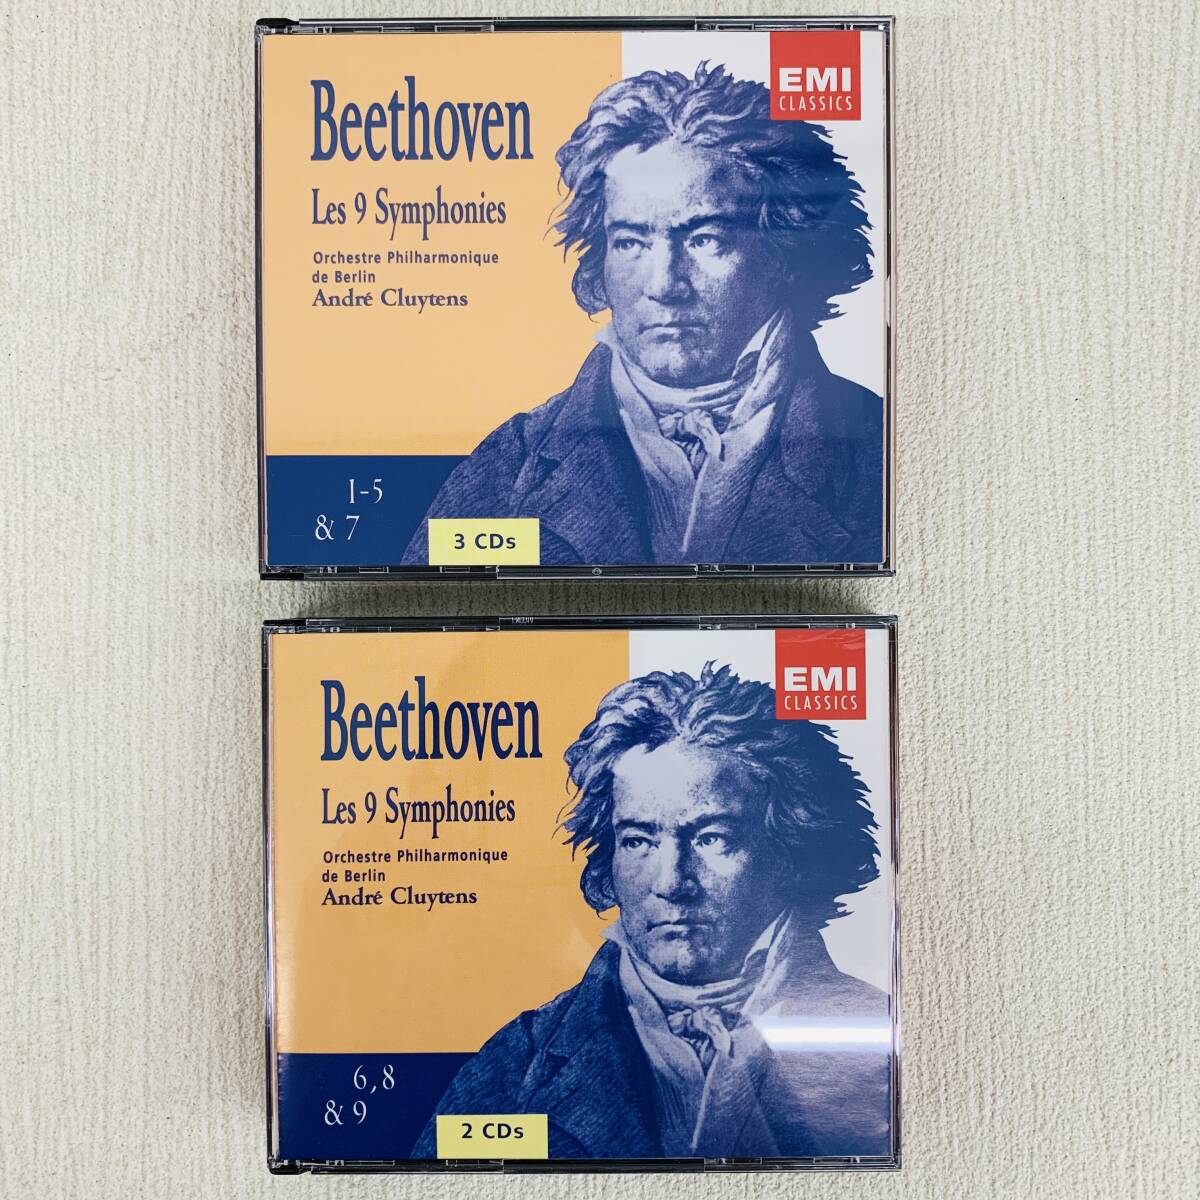 Beethoven
EMI
CLASSICS
Les 9 Symphonies
Orchestre Philharmonique
de Berlin
André Cluytens
1-5
& 7
3 CDs
Beethoven
EMI
CLASSICS
Les 9 Symphonies
Orchestre Philharmonique
de Berlin
André Cluytens
6, 8
& 9
2 CDs